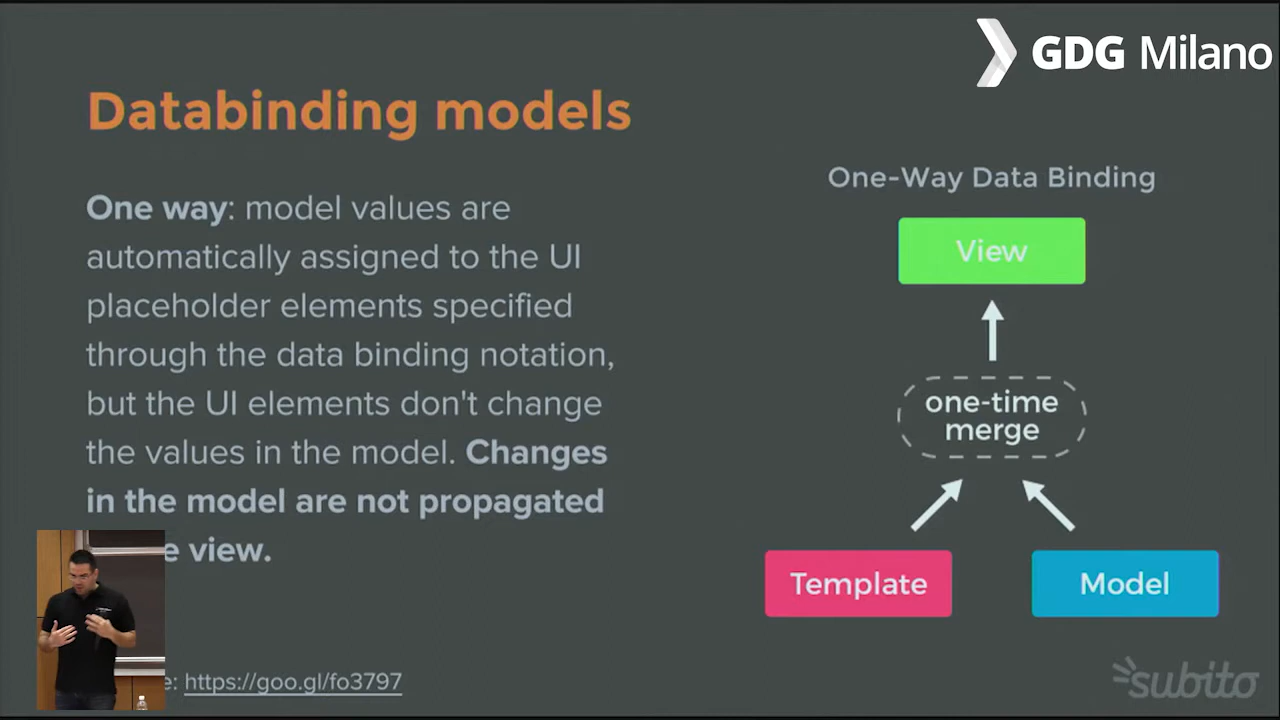 GDG Milano
Databinding models
One way: model values are
automatically assigned to the UI
placeholder elements specified
through the data binding notation,
but the UI elements don't change
the values in the model. Changes
in the model are not propagated
view.
https://goo.gl/fo3797
One-Way Data Binding
View
one-time
merge
Template
Model
subito